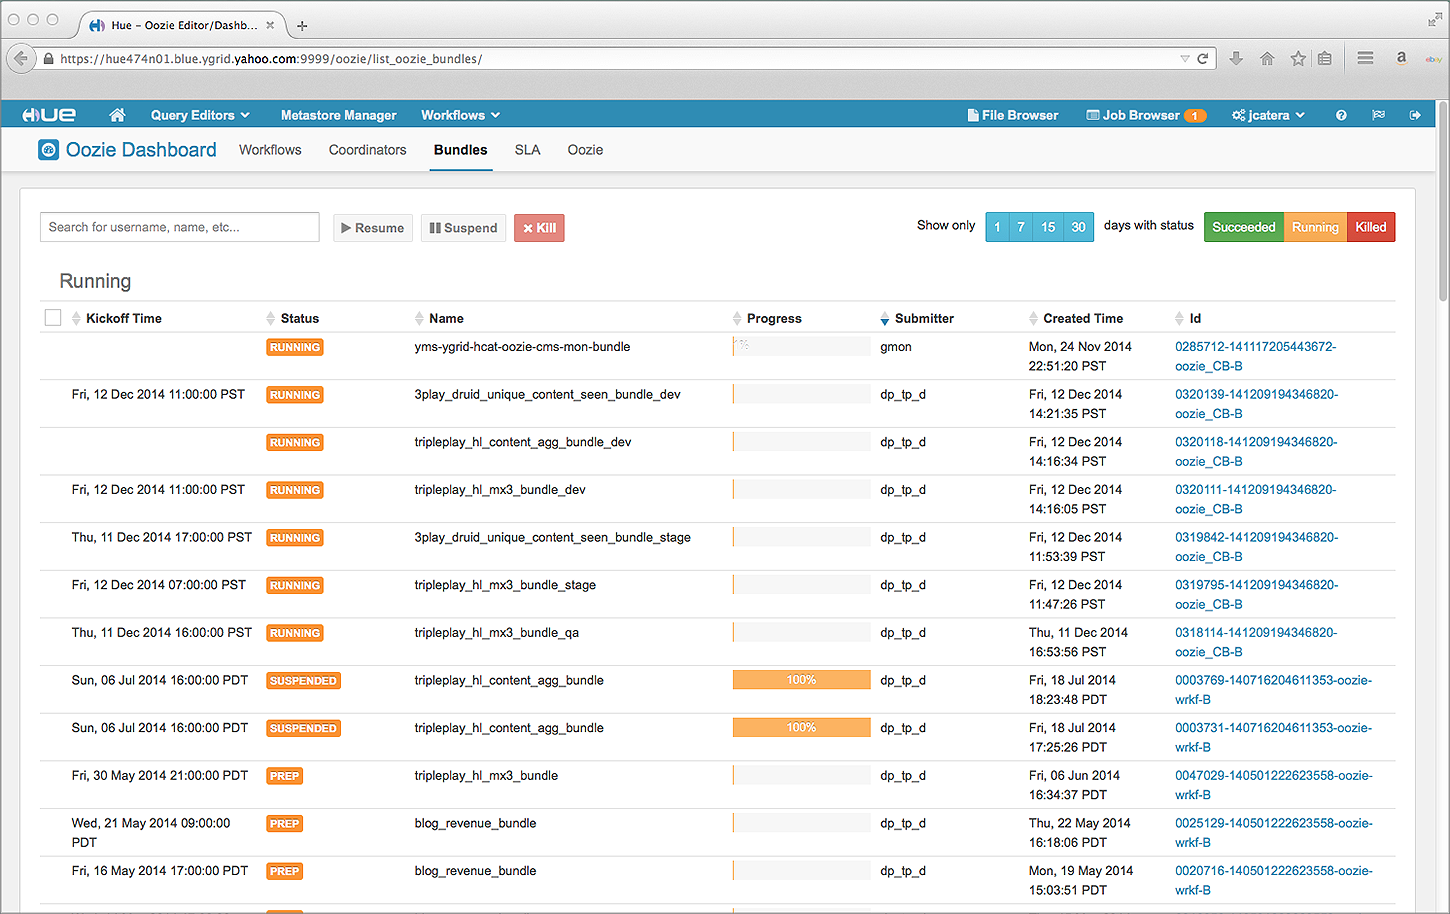 Hue - Oozie Editor/Dashb...
https://hue474n01.blue.ygrid.yahoo.com:9999/oozie/list_oozie_bundles/
a
ebay
HUE Query Editors Metastore Manager Workflows File Browser Job Browser 1 jcatera ?
Oozie Dashboard Workflows Coordinators Bundles SLA Oozie
Search for username, name, etc... Resume Suspend Kill Show only 1 7 15 30 days with status Succeeded Running Killed
Running
Kickoff Time Status Name Progress Submitter Created Time Id
RUNNING yms-ygrid-hcat-oozie-cms-mon-bundle 1% gmon Mon, 24 Nov 2014 0285712-141117205443672-
22:51:20 PST oozie_CB-B
Fri, 12 Dec 2014 11:00:00 PST RUNNING 3play_druid_unique_content_seen_bundle_dev dp_tp_d Fri, 12 Dec 2014 0320139-141209194346820-
14:21:35 PST oozie_CB-B
RUNNING tripleplay_hl_content_agg_bundle_dev dp_tp_d Fri, 12 Dec 2014 0320118-141209194346820-
14:16:34 PST oozie_CB-B
Fri, 12 Dec 2014 11:00:00 PST RUNNING tripleplay_hl_mx3_bundle_dev dp_tp_d Fri, 12 Dec 2014 0320111-141209194346820-
14:16:05 PST oozie_CB-B
Thu, 11 Dec 2014 17:00:00 PST RUNNING 3play_druid_unique_content_seen_bundle_stage dp_tp_d Fri, 12 Dec 2014 0319842-141209194346820-
11:53:39 PST oozie_CB-B
Fri, 12 Dec 2014 07:00:00 PST RUNNING tripleplay_hl_mx3_bundle_stage dp_tp_d Fri, 12 Dec 2014 0319795-141209194346820-
11:47:26 PST oozie_CB-B
Thu, 11 Dec 2014 16:00:00 PST RUNNING tripleplay_hl_mx3_bundle_qa dp_tp_d Thu, 11 Dec 2014 0318114-141209194346820-
16:53:56 PST oozie_CB-B
Sun, 06 Jul 2014 16:00:00 PDT SUSPENDED tripleplay_hl_content_agg_bundle 100% dp_tp_d Fri, 18 Jul 2014 0003769-140716204611353-oozie-
18:23:48 PDT wrkf-B
Sun, 06 Jul 2014 16:00:00 PDT SUSPENDED tripleplay_hl_content_agg_bundle 100% dp_tp_d Fri, 18 Jul 2014 0003731-140716204611353-oozie-
17:25:26 PDT wrkf-B
Fri, 30 May 2014 21:00:00 PDT PREP tripleplay_hl_mx3_bundle dp_tp_d Fri, 06 Jun 2014 0047029-140501222623558-oozie-
16:34:37 PDT wrkf-B
Wed, 21 May 2014 09:00:00 PREP blog_revenue_bundle dp_tp_d Thu, 22 May 2014 0025129-140501222623558-oozie-
PDT 16:18:06 PDT wrkf-B
Fri, 16 May 2014 17:00:00 PDT PREP blog_revenue_bundle dp_tp_d Mon, 19 May 2014 0020716-140501222623558-oozie-
15:03:51 PDT wrkf-B